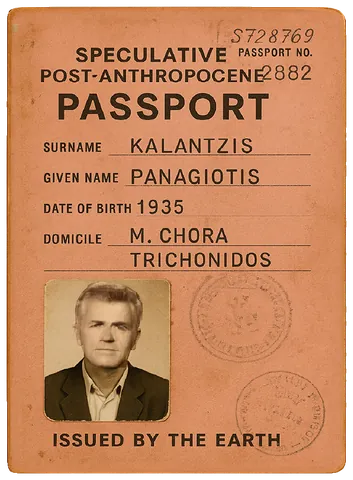 S728769
SPECULATIVE PASSPORT NO.
POST-ANTHROPOCENE 2882
PASSPORT
SURNAME KALANTZIS
GIVEN NAME PANAGIOTIS
DATE OF BIRTH 1935
DOMICILE M. CHORA
TRICHONIDOS
ISSUED BY THE EARTH